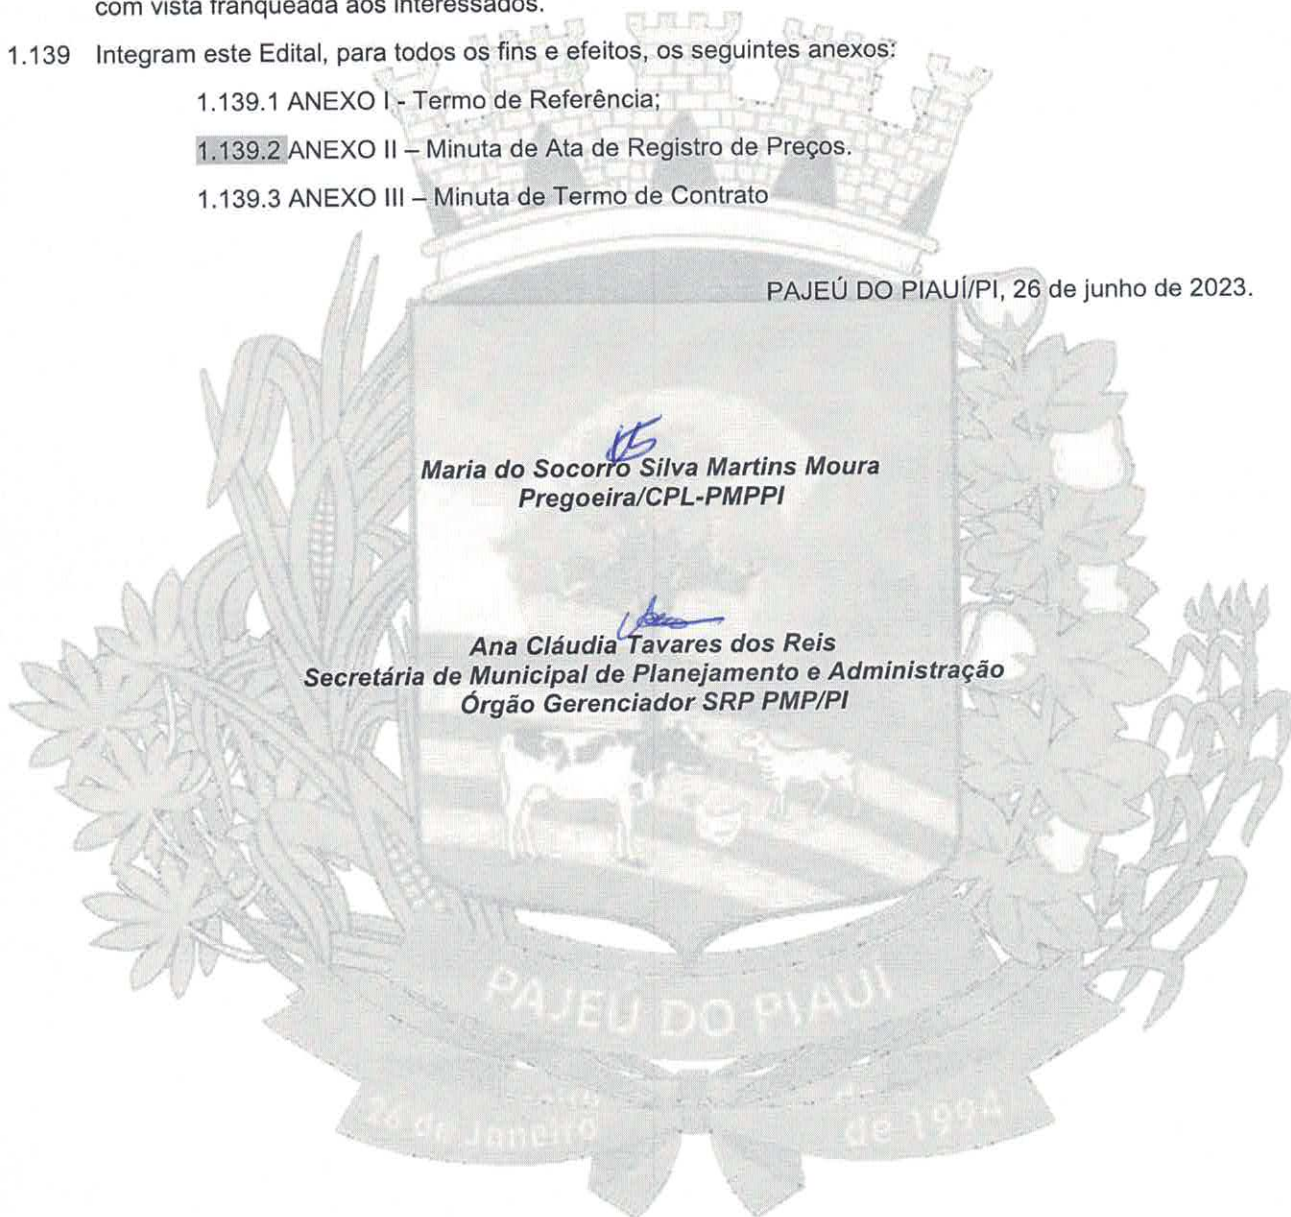 com vista franqueada aos interessados.
1.139 Integram este Edital, para todos os fins e efeitos, os seguintes anexos:
1.139.1 ANEXO I - Termo de Referência;
1.139.2 ANEXO II – Minuta de Ata de Registro de Preços.
1.139.3 ANEXO III – Minuta de Termo de Contrato
PAJEÚ DO PIAUÍ/PI, 26 de junho de 2023.
Maria do Socorro Silva Martins Moura
Pregoeira/CPL-PMPPI
Ana Cláudia Tavares dos Reis
Secretária de Municipal de Planejamento e Administração
Órgão Gerenciador SRP PMP/PI
PAJEÚ DO PIAUÍ
26 de Janeiro de 1994